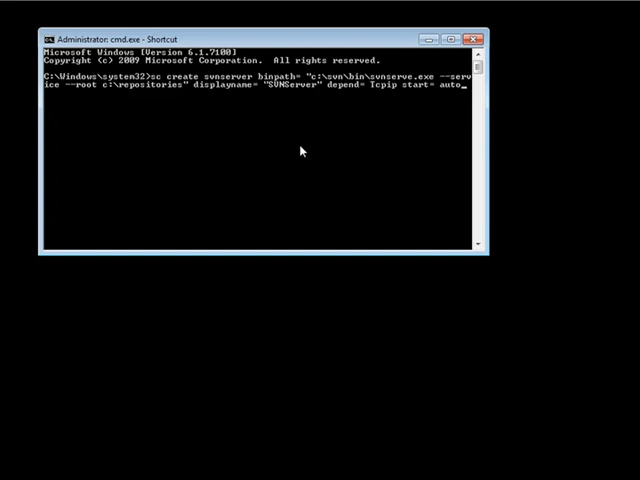 Administrator: cmd.exe - Shortcut
Microsoft Windows [Version 6.1.7100]
Copyright (c) 2009 Microsoft Corporation.  All rights reserved.
C:\Windows\system32>sc create svnserver binpath= "c:\svn\bin\svnserve.exe --serv
ice --root c:\repositories" displayname= "SVNServer" depend= Tcpip start= auto_